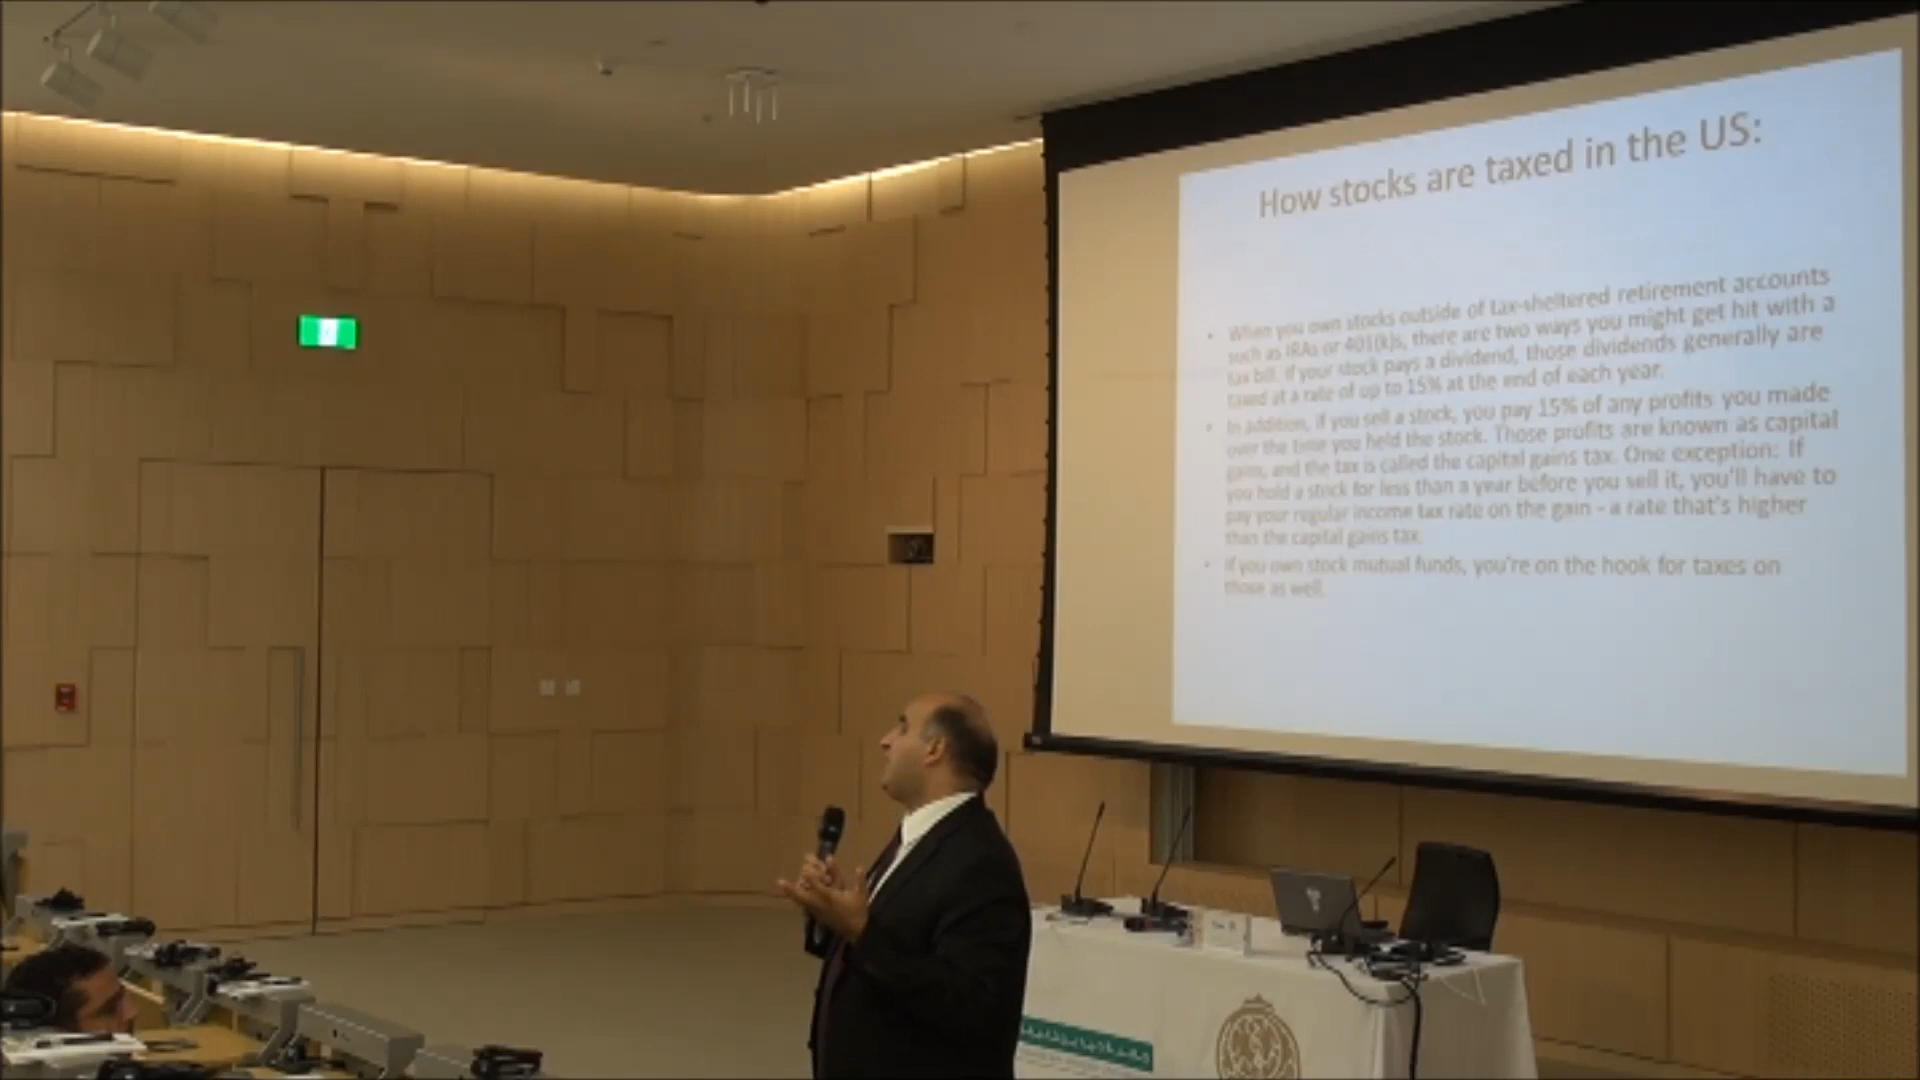 How stocks are taxed in the US:
• When you own stocks outside of tax-sheltered retirement accounts
such as IRAs or 401(k)s, there are two ways you might get hit with a
tax bill. If your stock pays a dividend, those dividends generally are
taxed at a rate of up to 15% at the end of each year.
• In addition, if you sell a stock, you pay 15% of any profits you made
over the time you held the stock. Those profits are known as capital
gains, and the tax is called the capital gains tax. One exception: If
you hold a stock for less than a year before you sell it, you'll have to
pay your regular income tax rate on the gain - a rate that's higher
than the capital gains tax.
• If you own stock mutual funds, you're on the hook for taxes on
those as well.